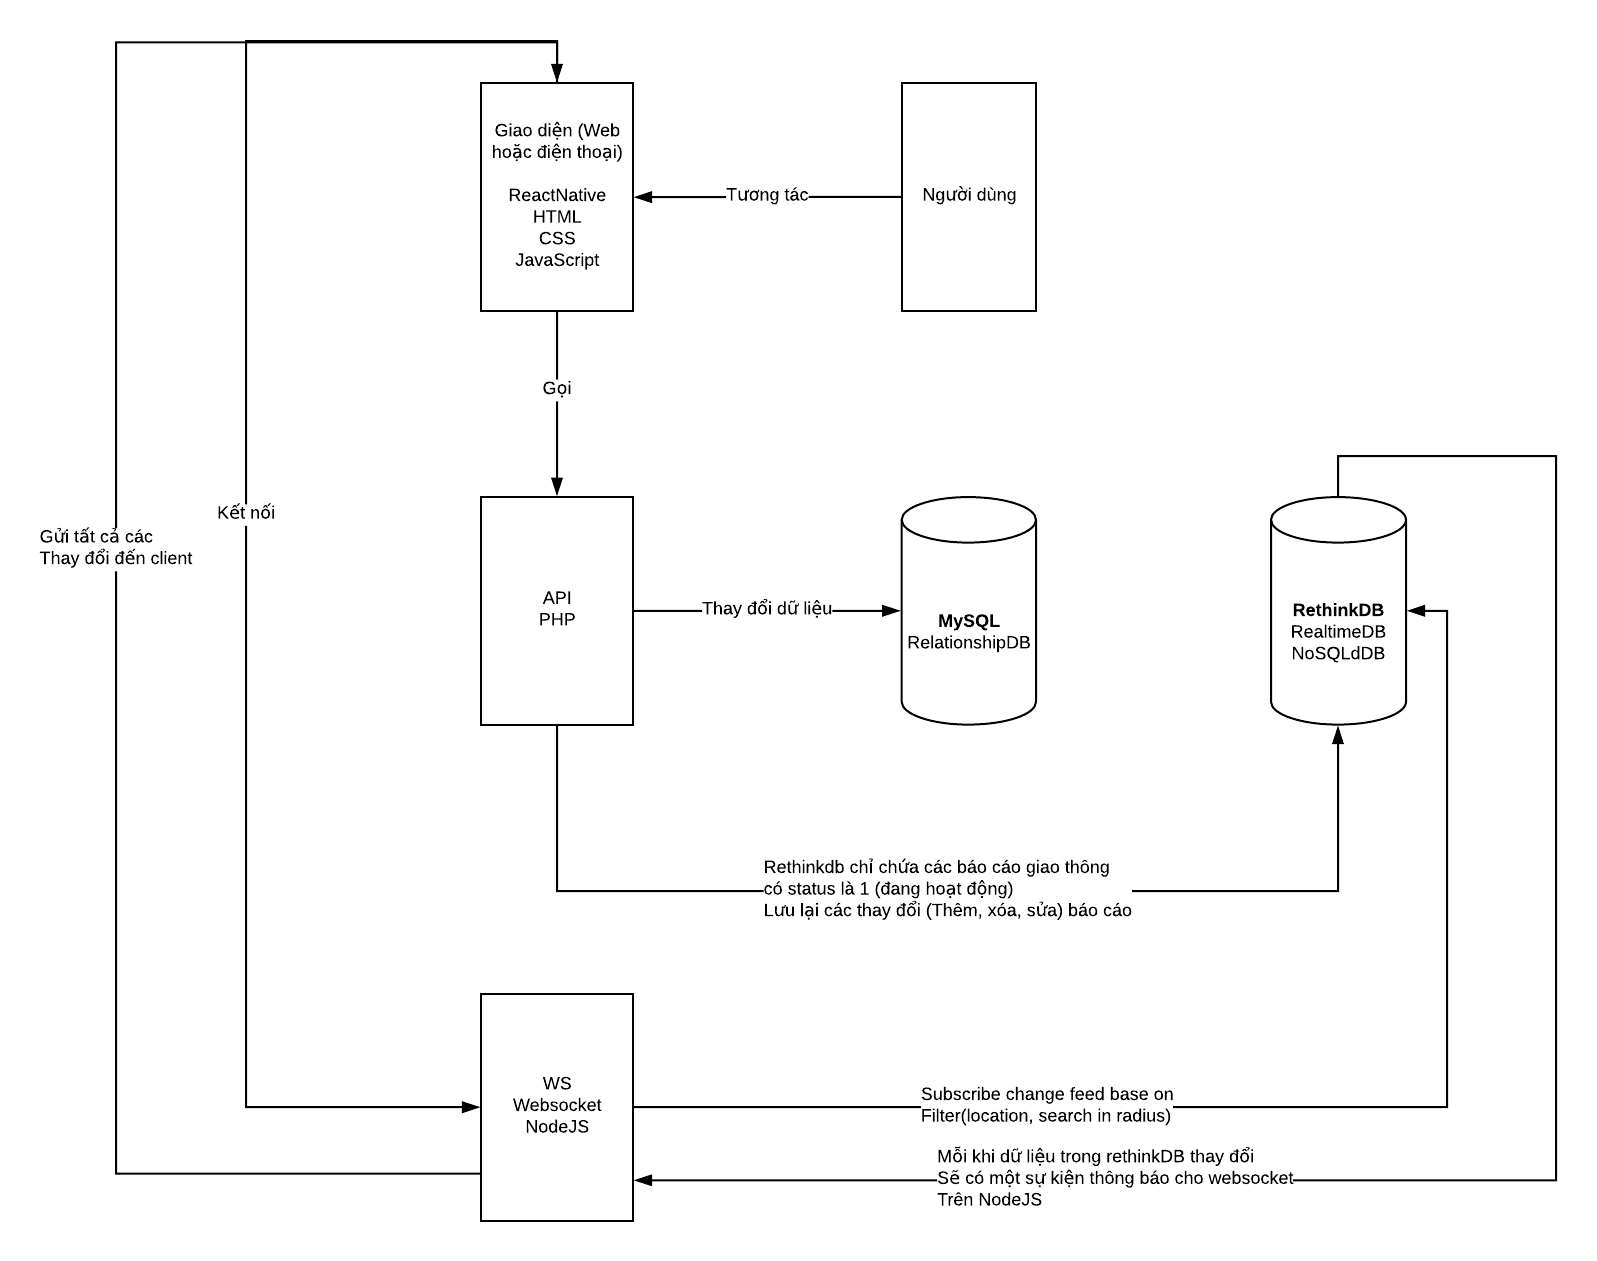 Giao diện (Web
hoặc điện thoại)
ReactNative
HTML
CSS
JavaScript
Tương tác
Người dùng
Gọi
Kết nối
Gửi tất cả các
Thay đổi đến client
API
PHP
Thay đổi dữ liệu
MySQL
RelationshipDB
RethinkDB
RealtimeDB
NoSQLdDB
Rethinkdb chỉ chứa các báo cáo giao thông
có status là 1 (đang hoạt động)
Lưu lại các thay đổi (Thêm, xóa, sửa) báo cáo
WS
Websocket
NodeJS
Subscribe change feed base on
Filter(location, search in radius)
Mỗi khi dữ liệu trong rethinkDB thay đổi
Sẽ có một sự kiện thông báo cho websocket
Trên NodeJS